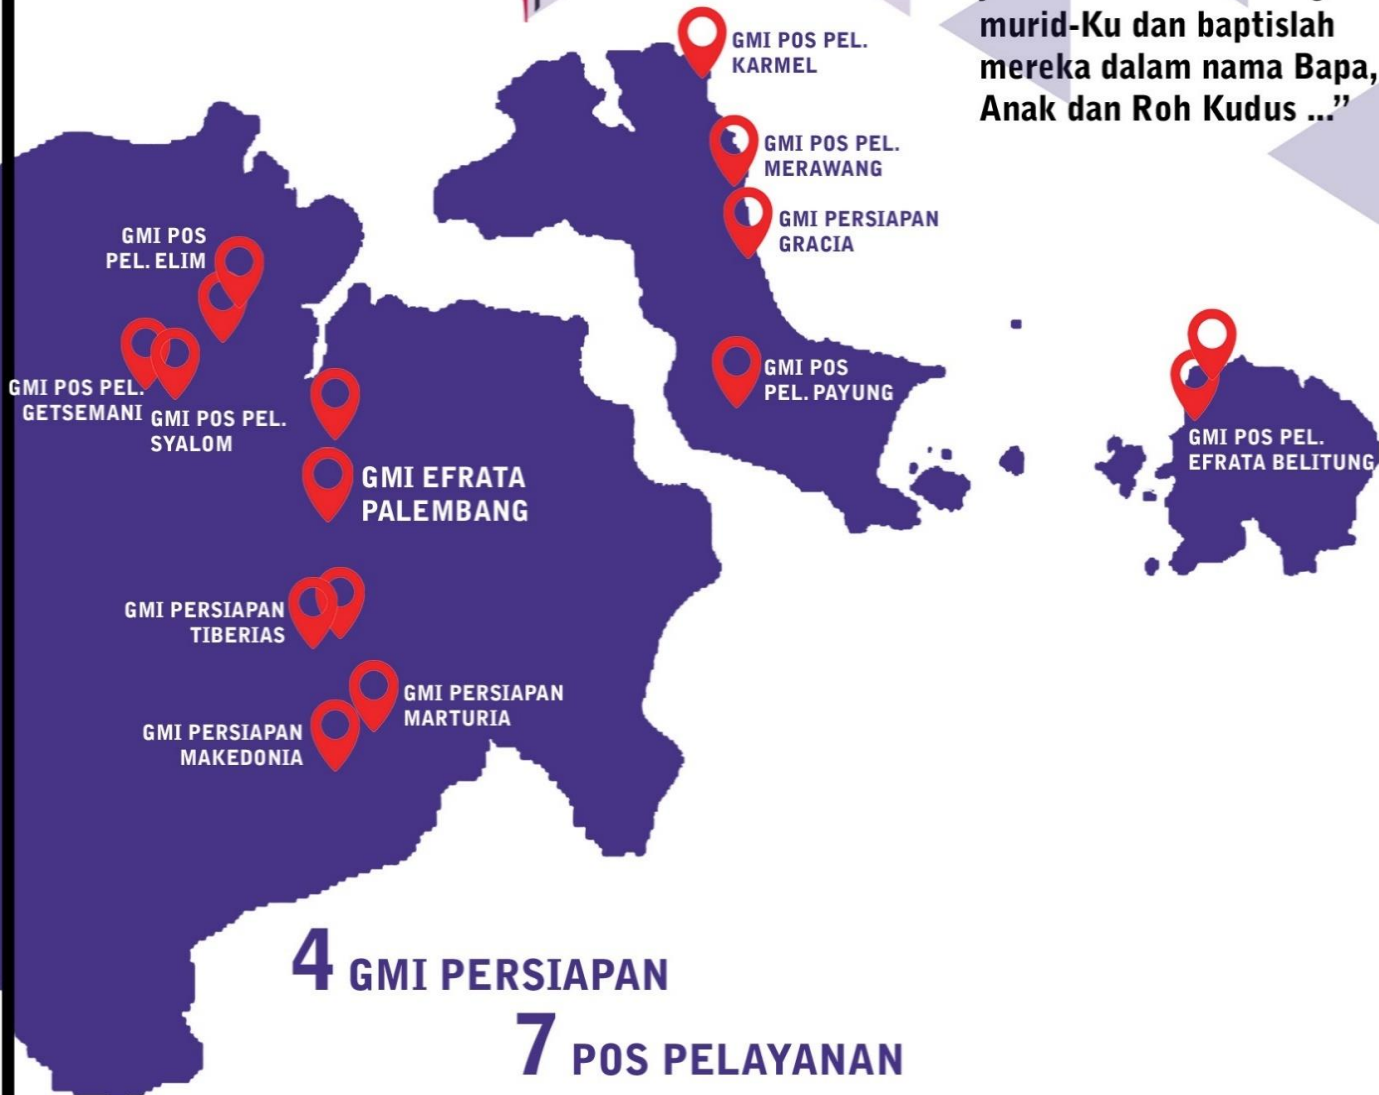 murid-Ku dan baptislah
mereka dalam nama Bapa,
Anak dan Roh Kudus ...”
GMI POS PEL.
KARMEL
GMI POS PEL.
MERAWANG
GMI PERSIAPAN
GRACIA
GMI POS
PEL. ELIM
GMI POS PEL.
GETSEMANI
GMI POS PEL.
SYALOM
GMI POS
PEL. PAYUNG
GMI POS PEL.
EFRATA BELITUNG
GMI EFRATA
PALEMBANG
GMI PERSIAPAN
TIBERIAS
GMI PERSIAPAN
MARTURIA
GMI PERSIAPAN
MAKEDONIA
4 GMI PERSIAPAN
7 POS PELAYANAN